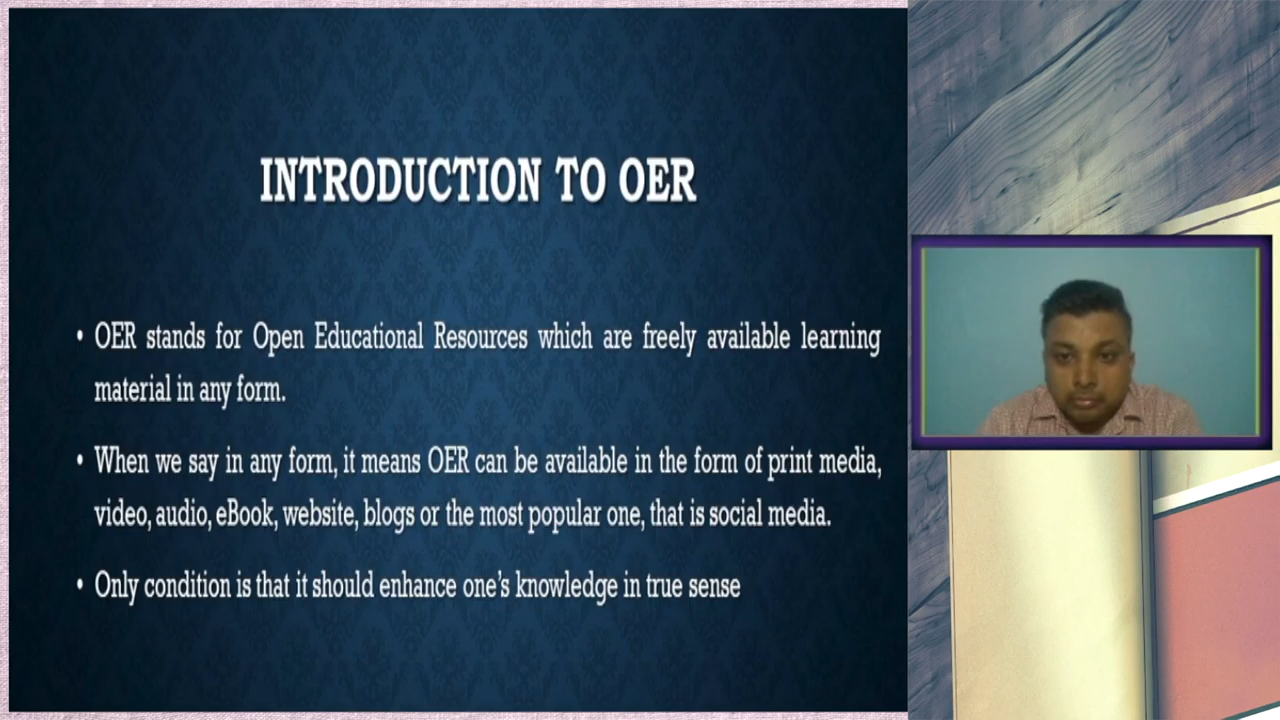 INTRODUCTION TO OER
• OER stands for Open Educational Resources which are freely available learning
material in any form.
• When we say in any form, it means OER can be available in the form of print media,
video, audio, eBook, website, blogs or the most popular one, that is social media.
• Only condition is that it should enhance one’s knowledge in true sense